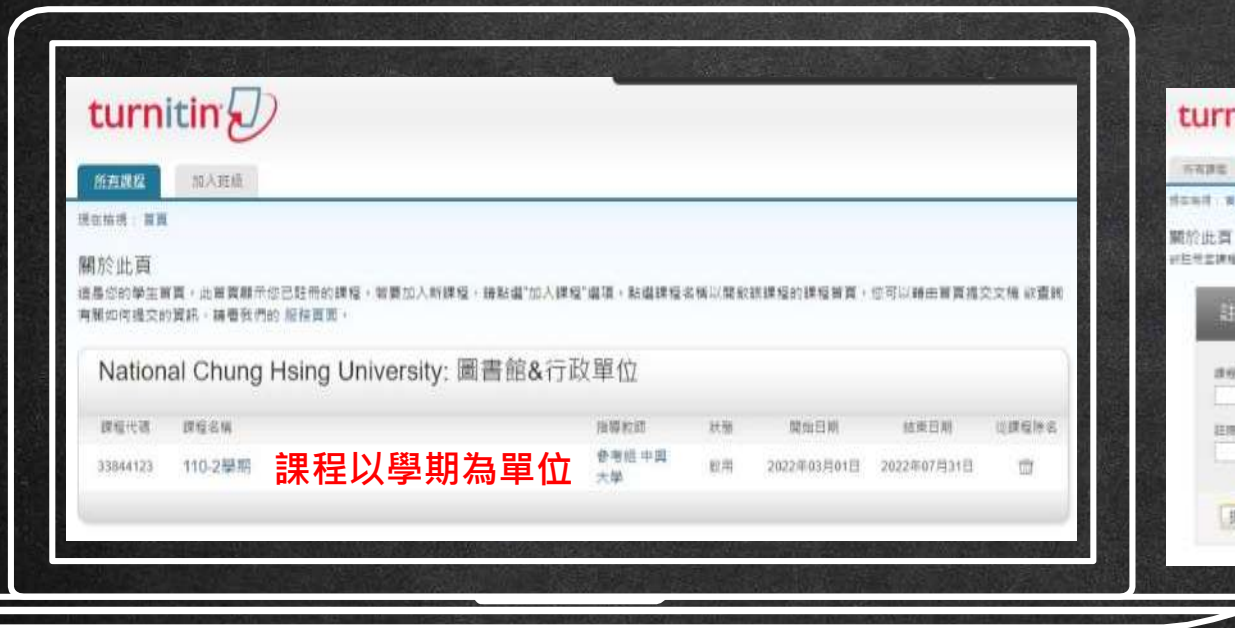 turnitin
所有課程 加入班級
現在檢視：首頁
關於此頁
這是您的學生首頁，此首頁顯示您已註冊的課程，如要加入新課程，請點選"加入課程"選項，點選課程名稱以開啟該課程的課程首頁，您可以藉由首頁提交文稿 欲查詢
有關如何提交的資訊，請看我們的 服務頁面，
National Chung Hsing University: 圖書館&行政單位
課程代碼 課程名稱 指導教師 狀態 開始日期 結束日期 從課程除名
33844123 110-2學期 課程以學期為單位 參考組 中興
大學 啟用 2022年03月01日 2022年07月31日
turn
所有課程
關於此頁
註
課程